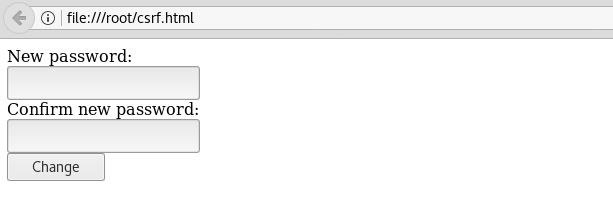 file:///root/csrf.html
New password:
Confirm new password:
Change